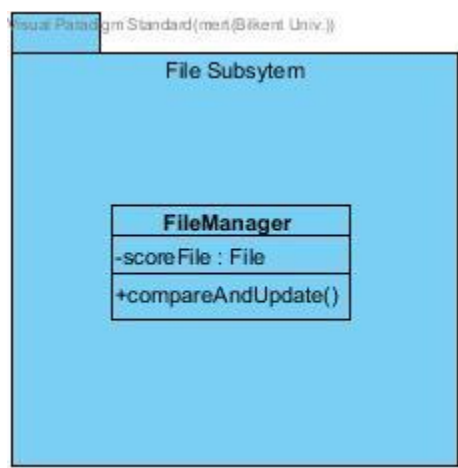 Visual Paradigm Standard(mert(Bilkent Univ.))
File Subsytem
FileManager
-scoreFile : File
+compareAndUpdate()